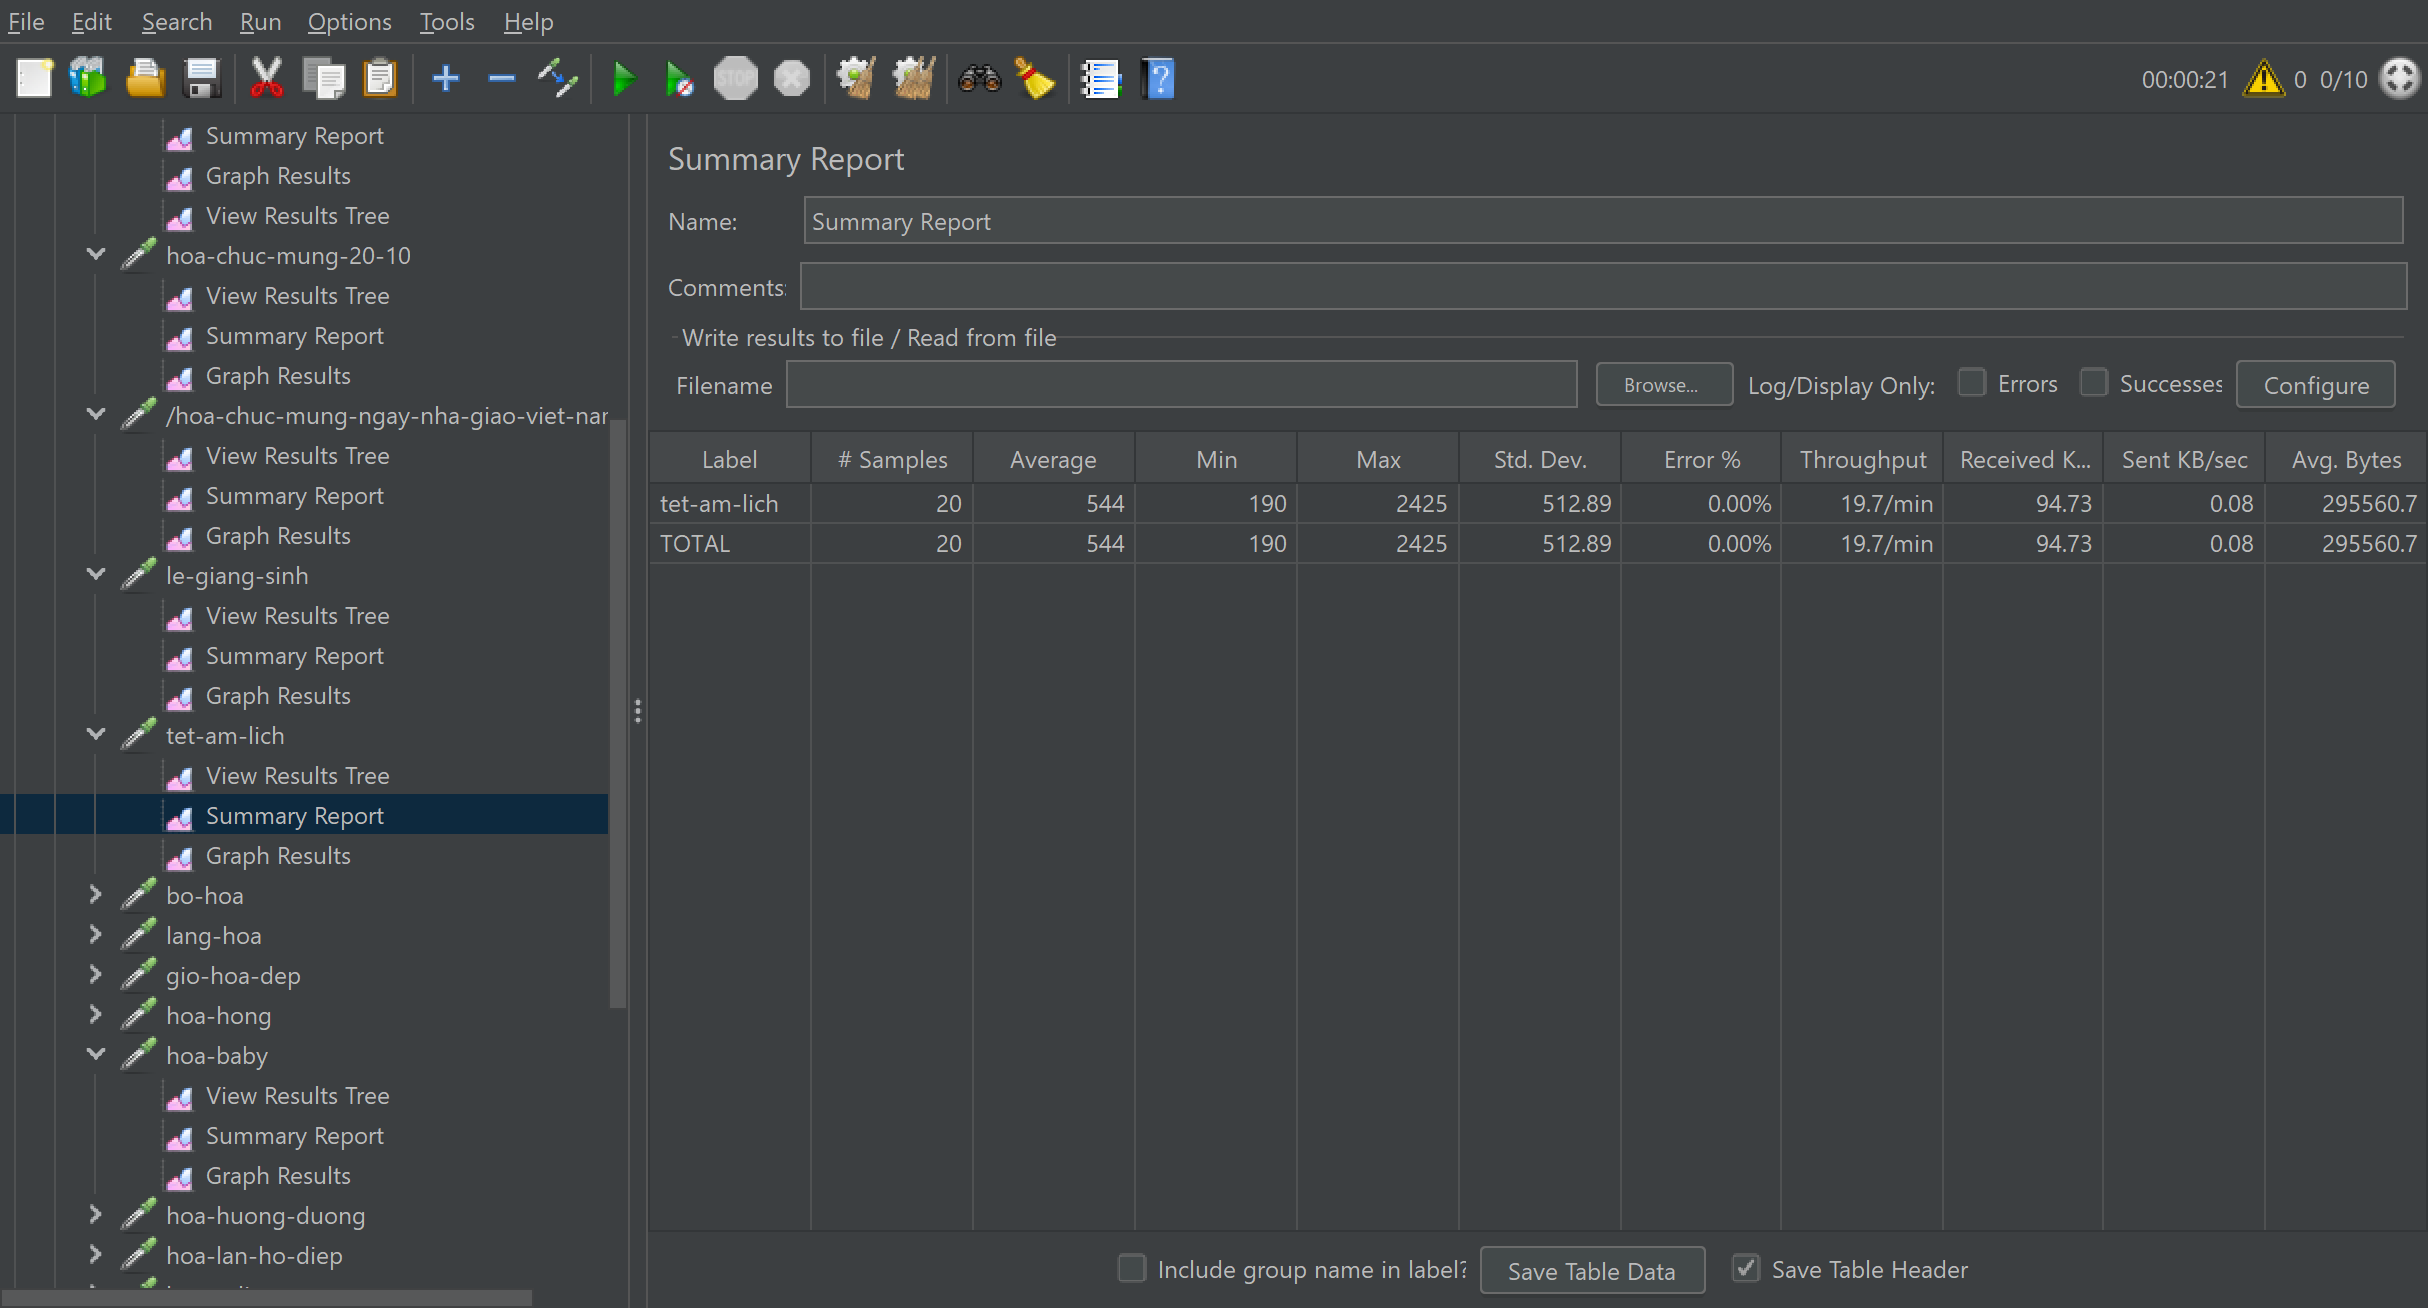 File Edit Search Run Options Tools Help
STOP
00:00:21 0 0/10
Summary Report
Graph Results
View Results Tree
hoa-chuc-mung-20-10
View Results Tree
Summary Report
Graph Results
/hoa-chuc-mung-ngay-nha-giao-viet-nar
View Results Tree
Summary Report
Graph Results
le-giang-sinh
View Results Tree
Summary Report
Graph Results
tet-am-lich
View Results Tree
Summary Report
Graph Results
bo-hoa
lang-hoa
gio-hoa-dep
hoa-hong
hoa-baby
View Results Tree
Summary Report
Graph Results
hoa-huong-duong
hoa-lan-ho-diep
Summary Report
Name: Summary Report
Comments:
Write results to file / Read from file
Filename Browse... Log/Display Only: Errors Successes Configure
Label # Samples Average Min Max Std. Dev. Error % Throughput Received K... Sent KB/sec Avg. Bytes
tet-am-lich 20 544 190 2425 512.89 0.00% 19.7/min 94.73 0.08 295560.7
TOTAL 20 544 190 2425 512.89 0.00% 19.7/min 94.73 0.08 295560.7
Include group name in label? Save Table Data Save Table Header